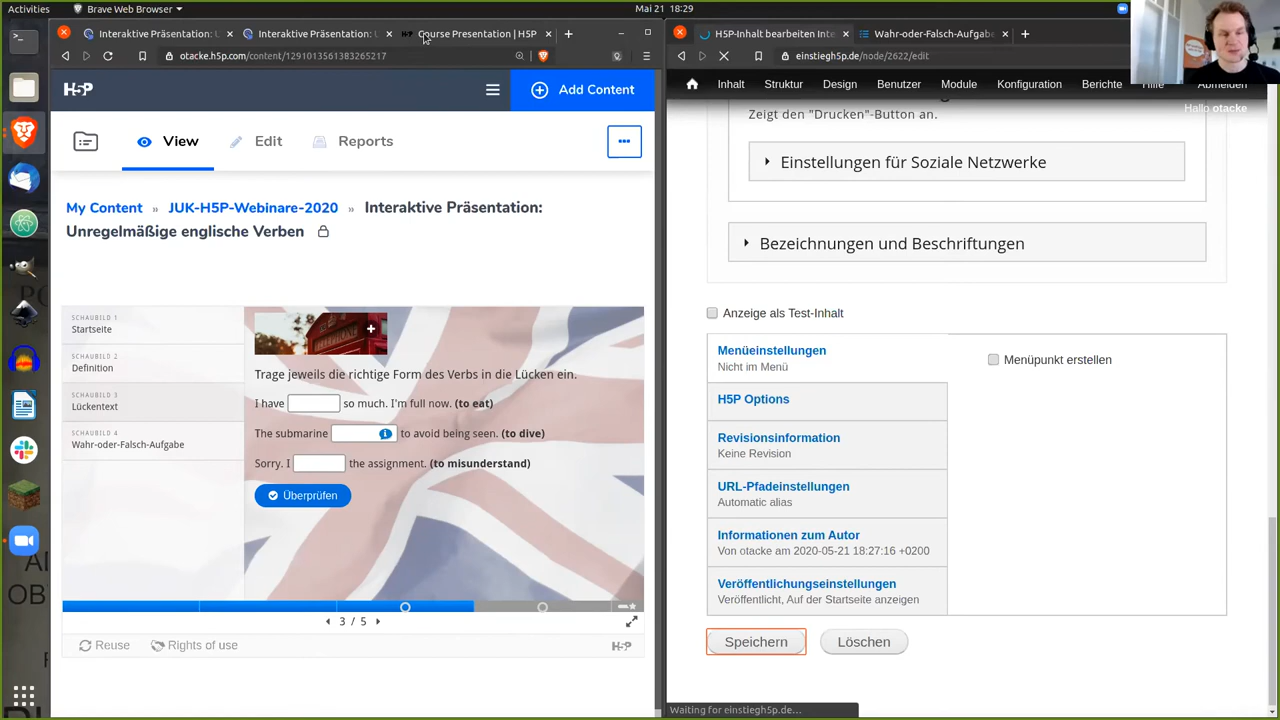 Activities
Brave Web Browser
Mai 21 18:29
Interaktive Präsentation: U
Interaktive Präsentation: U
Course Presentation | H5P
otacke.h5p.com/content/1291013561383265217
H5P
Add Content
View
Edit
Reports
My Content » JUK-H5P-Webinare-2020 » Interaktive Präsentation:
Unregelmäßige englische Verben
SCHAUBILD 1
Startseite
SCHAUBILD 2
Definition
SCHAUBILD 3
Lückentext
SCHAUBILD 4
Wahr-oder-Falsch-Aufgabe
TELEPHONE
Trage jeweils die richtige Form des Verbs in die Lücken ein.
I have so much. I'm full now. (to eat)
The submarine to avoid being seen. (to dive)
Sorry. I the assignment. (to misunderstand)
Überprüfen
3 / 5
Reuse
Rights of use
H5P
H5P-Inhalt bearbeiten Inte
Wahr-oder-Falsch-Aufgabe
einstiegh5p.de/node/2622/edit
Inhalt
Struktur
Design
Benutzer
Module
Konfiguration
Berichte
Hilfe
Abmelden
Hallo otacke
Zeigt den "Drucken"-Button an.
Einstellungen für Soziale Netzwerke
Bezeichnungen und Beschriftungen
Anzeige als Test-Inhalt
Menüeinstellungen
Nicht im Menü
Menüpunkt erstellen
H5P Options
Revisionsinformation
Keine Revision
URL-Pfadeinstellungen
Automatic alias
Informationen zum Autor
Von otacke am 2020-05-21 18:27:16 +0200
Veröffentlichungseinstellungen
Veröffentlicht, Auf der Startseite anzeigen
Speichern
Löschen
Waiting for einstiegh5p.de...